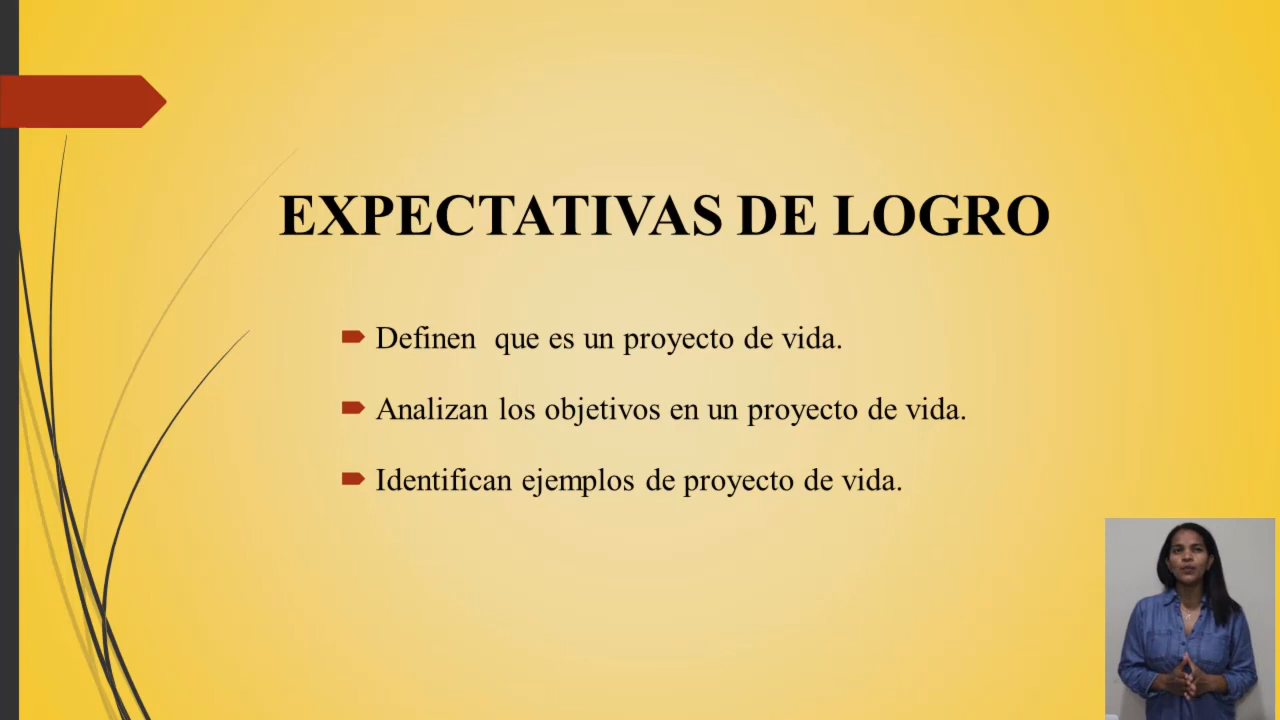 EXPECTATIVAS DE LOGRO
Definen que es un proyecto de vida.
Analizan los objetivos en un proyecto de vida.
Identifican ejemplos de proyecto de vida.